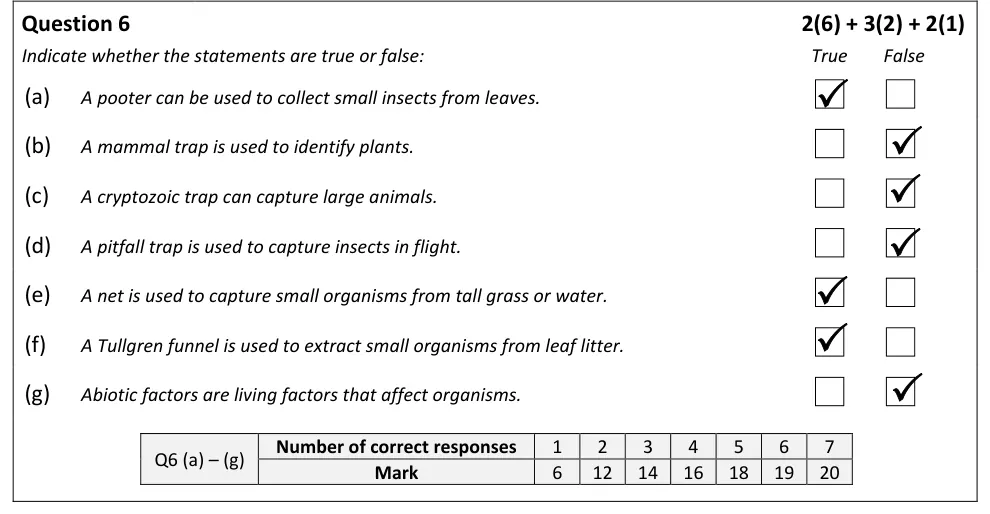 Question 6 2(6) + 3(2) + 2(1)
Indicate whether the statements are true or false: True False
(a) A pooter can be used to collect small insects from leaves.
(b) A mammal trap is used to identify plants.
(c) A cryptozoic trap can capture large animals.
(d) A pitfall trap is used to capture insects in flight.
(e) A net is used to capture small organisms from tall grass or water.
(f) A Tullgren funnel is used to extract small organisms from leaf litter.
(g) Abiotic factors are living factors that affect organisms.
Q6 (a) – (g) Number of correct responses 1 2 3 4 5 6 7
Mark 6 12 14 16 18 19 20